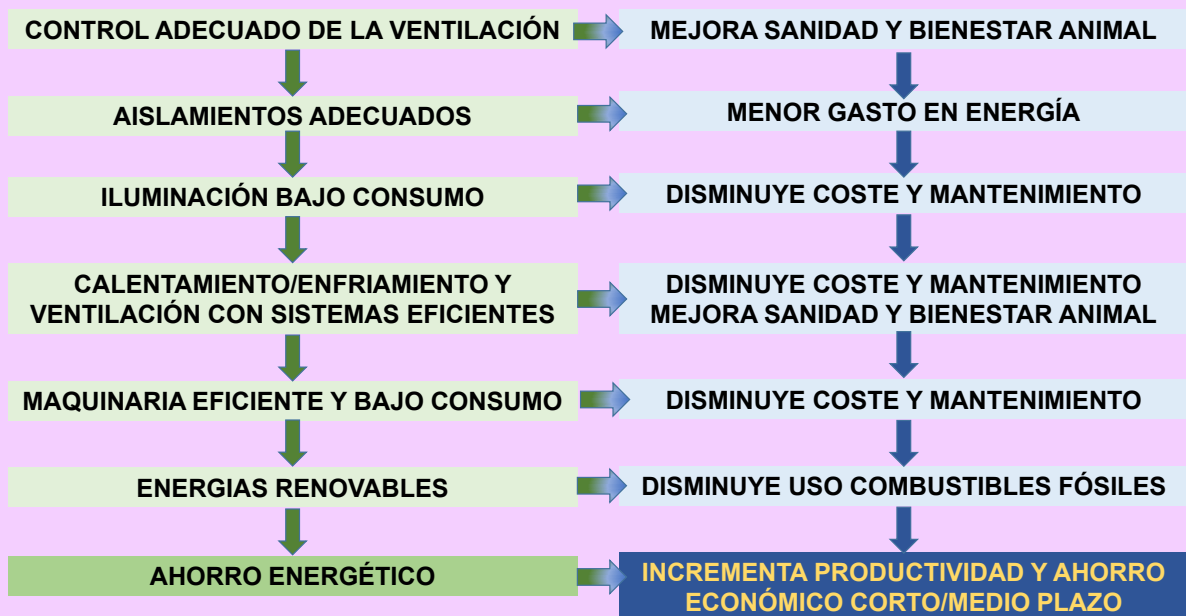 CONTROL ADECUADO DE LA VENTILACIÓN
MEJORA SANIDAD Y BIENESTAR ANIMAL
AISLAMIENTOS ADECUADOS
MENOR GASTO EN ENERGÍA
ILUMINACIÓN BAJO CONSUMO
DISMINUYE COSTE Y MANTENIMIENTO
CALENTAMIENTO/ENFRIAMIENTO Y
VENTILACIÓN CON SISTEMAS EFICIENTES
DISMINUYE COSTE Y MANTENIMIENTO
MEJORA SANIDAD Y BIENESTAR ANIMAL
MAQUINARIA EFICIENTE Y BAJO CONSUMO
DISMINUYE COSTE Y MANTENIMIENTO
ENERGIAS RENOVABLES
DISMINUYE USO COMBUSTIBLES FÓSILES
AHORRO ENERGÉTICO
INCREMENTA PRODUCTIVIDAD Y AHORRO
ECONÓMICO CORTO/MEDIO PLAZO